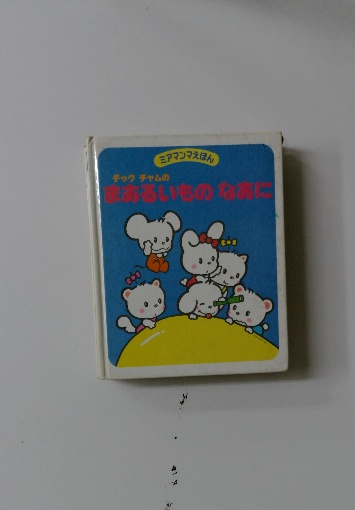 ミアマンマえほん
チック チャムの
まあるいもの なあに